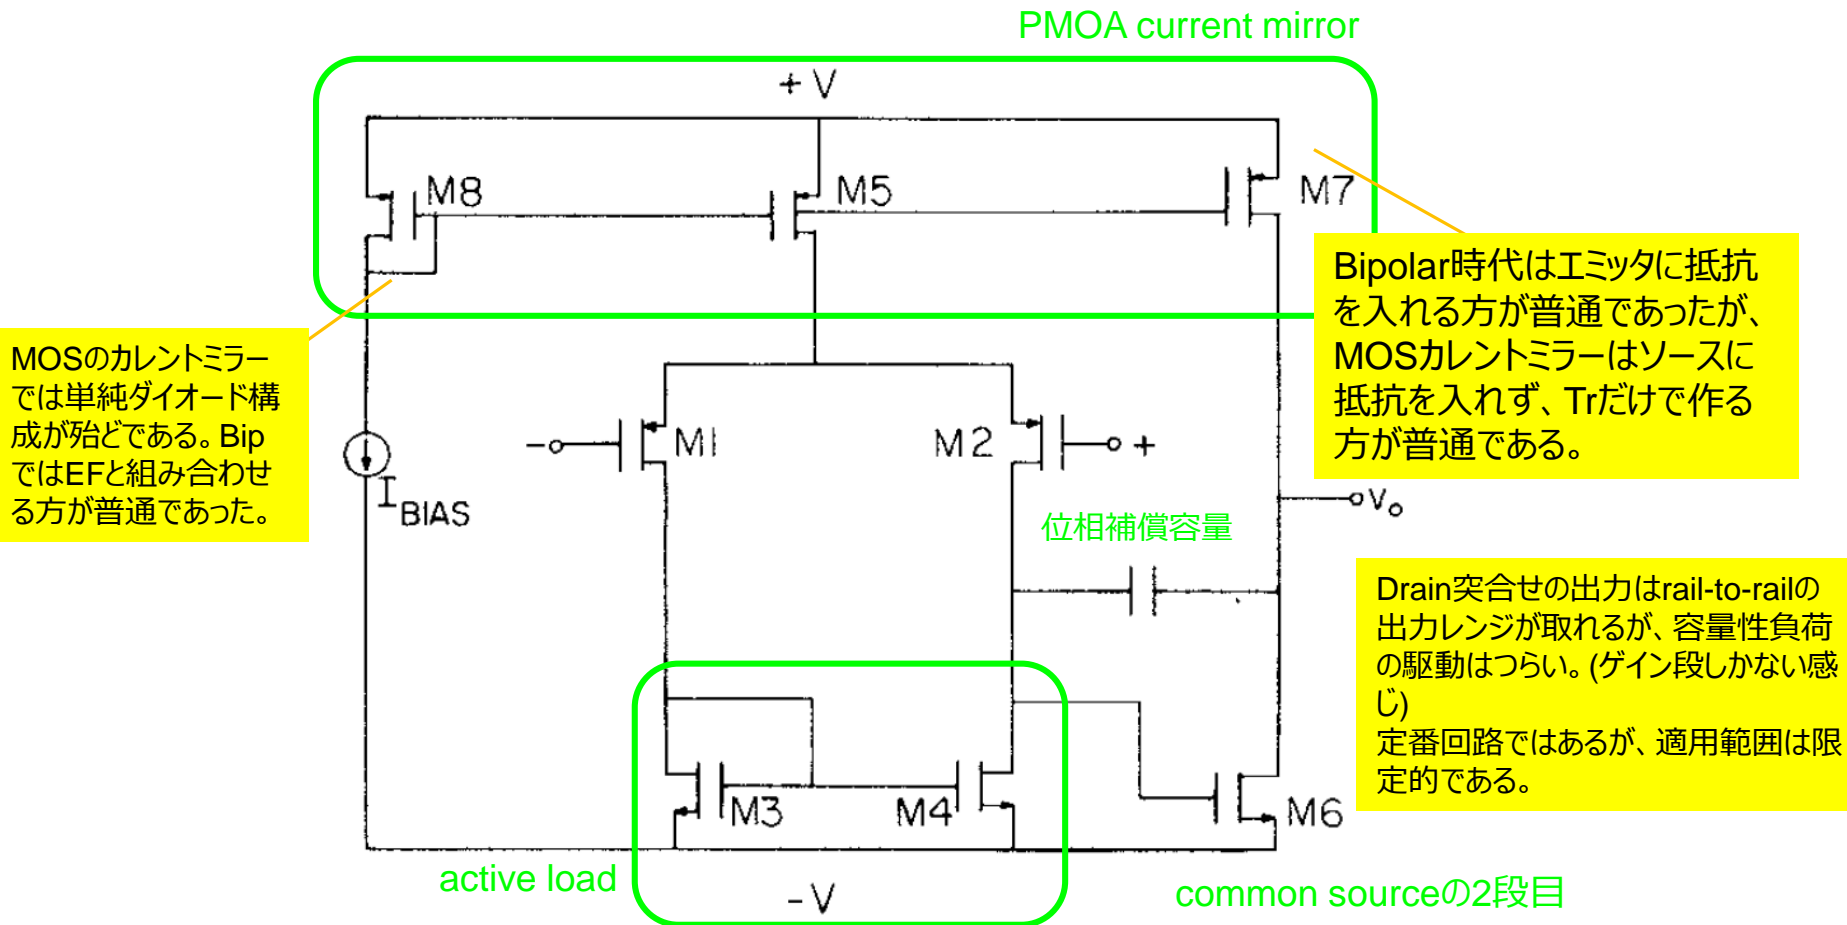 PMOA current mirror
+ V
M8
M5
M7
Bipolar時代はエミッタに抵抗
を入れる方が普通であったが、
MOSカレントミラーはソースに
抵抗を入れず、Trだけで作る
方が普通である。
MOSのカレントミラー
では単純ダイオード構
成が殆どである。Bip
ではEFと組み合わせ
る方が普通であった。
-
M1
M2
+
I BIAS
Vo
位相補償容量
Drain突合せの出力はrail-to-railの
出力レンジが取れるが、容量性負荷
の駆動はつらい。(ゲイン段しかない感
じ)
定番回路ではあるが、適用範囲は限
定的である。
M3
M4
M6
active load
- V
common sourceの2段目